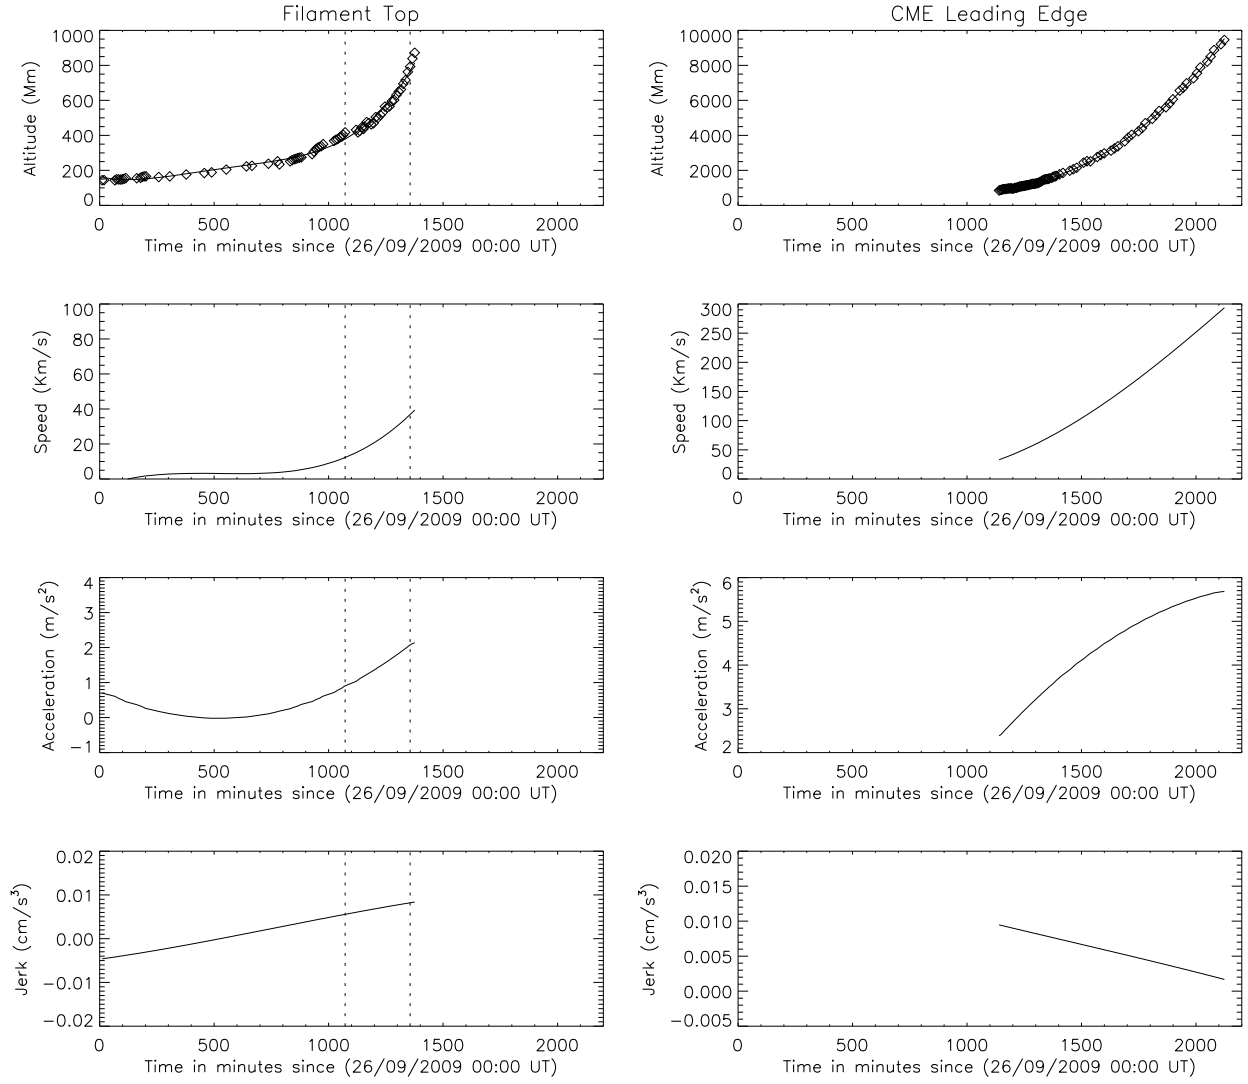 Filament Top
1000
800
600
400
200
0
Altitude (Mm)
0 500 1000 1500 2000
Time in minutes since (26/09/2009 00:00 UT)
CME Leading Edge
10000
8000
6000
4000
2000
0
Altitude (Mm)
0 500 1000 1500 2000
Time in minutes since (26/09/2009 00:00 UT)
100
80
60
40
20
0
Speed (Km/s)
0 500 1000 1500 2000
Time in minutes since (26/09/2009 00:00 UT)
300
250
200
150
100
50
0
Speed (Km/s)
0 500 1000 1500 2000
Time in minutes since (26/09/2009 00:00 UT)
4
3
2
1
0
−1
Acceleration (m/s²)
0 500 1000 1500 2000
Time in minutes since (26/09/2009 00:00 UT)
6
5
4
3
2
Acceleration (m/s²)
0 500 1000 1500 2000
Time in minutes since (26/09/2009 00:00 UT)
0.02
0.01
0.00
−0.01
−0.02
Jerk (cm/s³)
0 500 1000 1500 2000
Time in minutes since (26/09/2009 00:00 UT)
0.020
0.015
0.010
0.005
0.000
−0.005
Jerk (cm/s³)
0 500 1000 1500 2000
Time in minutes since (26/09/2009 00:00 UT)